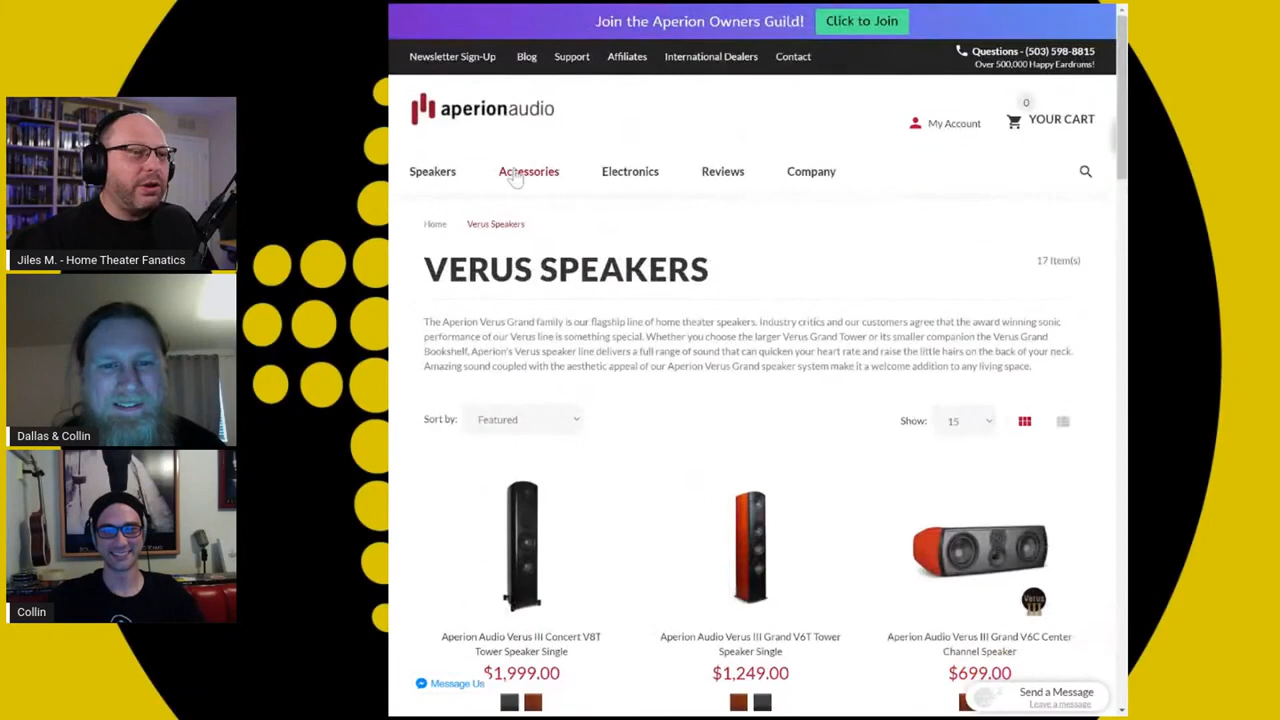 Join the Aperion Owners Guild! Click to Join
Newsletter Sign-Up Blog Support Affiliates International Dealers Contact
Questions - (503) 598-8815
Over 500,000 Happy Eardrums!
aperionaudio
My Account
0
YOUR CART
Speakers Accessories Electronics Reviews Company
Home Verus Speakers
VERUS SPEAKERS
17 Item(s)
The Aperion Verus Grand family is our flagship line of home theater speakers. Industry critics and our customers agree that the award winning sonic
performance of our Verus line is something special. Whether you choose the larger Verus Grand Tower or its smaller companion the Verus Grand
Bookshelf, Aperion's Verus speaker line delivers a full range of sound that can quicken your heart rate and raise the little hairs on the back of your neck.
Amazing sound coupled with the aesthetic appeal of our Aperion Verus Grand speaker system make it a welcome addition to any living space.
Sort by: Featured
Show: 15
Verus
III
Aperion Audio Verus III Concert V8T
Tower Speaker Single
$1,999.00
Aperion Audio Verus III Grand V6T Tower
Speaker Single
$1,249.00
Aperion Audio Verus III Grand V6C Center
Channel Speaker
$699.00
Message Us
Send a Message
Leave a message
Jiles M. - Home Theater Fanatics
Dallas & Collin
Collin